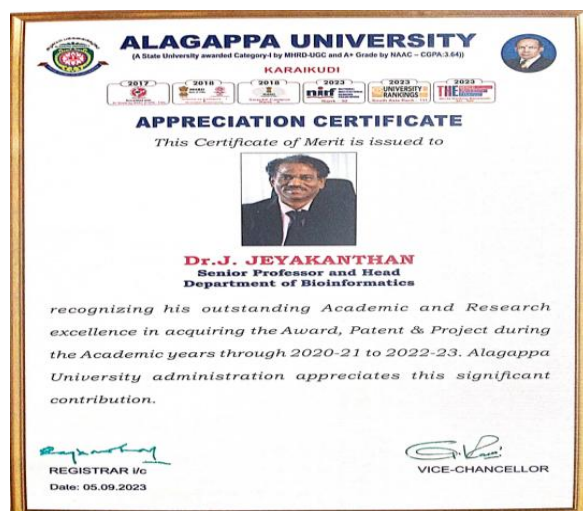 ALAGAPPA UNIVERSITY
(A State University awarded Category-I by MHRD-UGC and A+ Grade by NAAC - CGPA:3.64))
KARAIKUDI
2017 2018 2018 2023 2023 2023
nirf UNIVERSITY RANKINGS THE
APPRECIATION CERTIFICATE
This Certificate of Merit is issued to
Dr.J. JEYAKANTHAN
Senior Professor and Head
Department of Bioinformatics
recognizing his outstanding Academic and Research
excellence in acquiring the Award, Patent & Project during
the Academic years through 2020-21 to 2022-23. Alagappa
University administration appreciates this significant
contribution.
REGISTRAR i/c
VICE-CHANCELLOR
Date: 05.09.2023